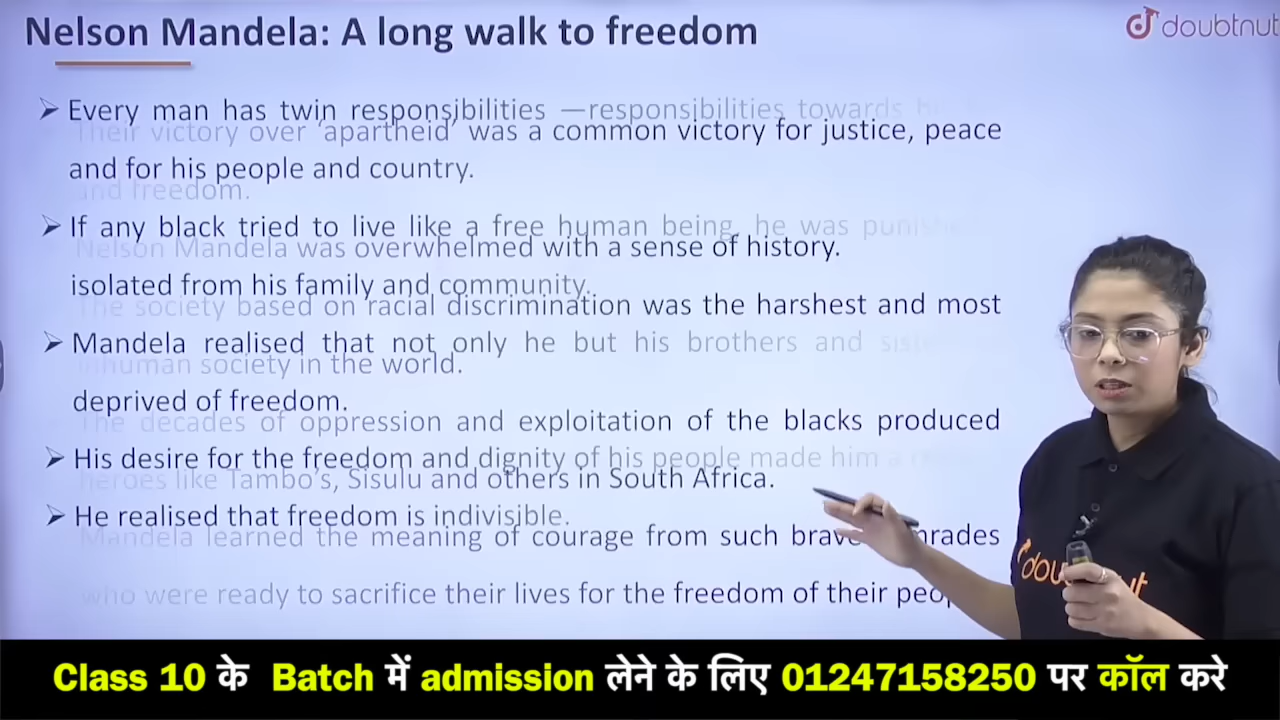 Nelson Mandela: A long walk to freedom
doubtnut
➢ Every man has twin responsibilities —responsibilities towards
Their victory over ‘apartheid’ was a common victory for justice, peace
and for his people and country.
and freedom.
➢ If any black tried to live like a free human being, he was
Nelson Mandela was overwhelmed with a sense of history.
isolated from his family and community.
The society based on racial discrimination was the harshest and most
➢ Mandela realised that not only he but his brothers and
inhuman society in the world.
deprived of freedom.
The decades of oppression and exploitation of the blacks produced
➢ His desire for the freedom and dignity of his people made him a
heroes like Tambo’s, Sisulu and others in South Africa.
➢ He realised that freedom is indivisible.
Mandela learned the meaning of courage from such
who were ready to sacrifice their lives for the freedom of their
doubtnut
Class 10 के Batch में admission लेने के लिए 01247158250 पर कॉल करे